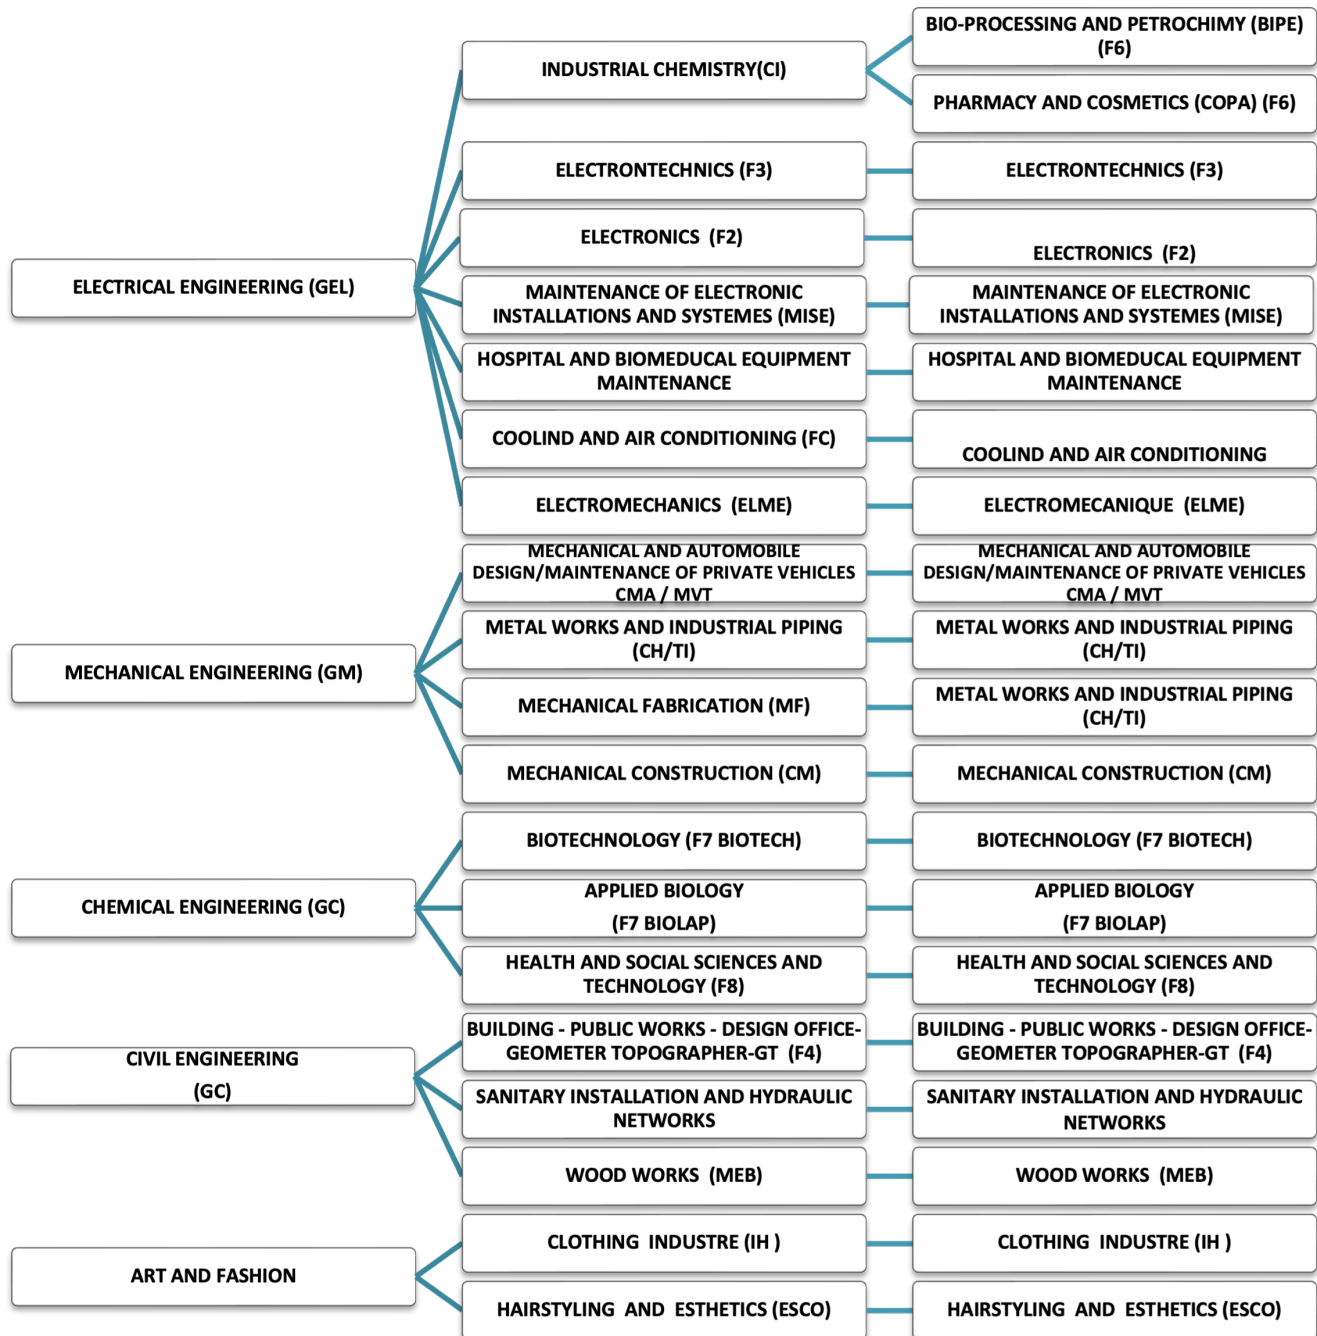 BIO-PROCESSING AND PETROCHIMY (BIPE)
(F6)
INDUSTRIAL CHEMISTRY(CI)
PHARMACY AND COSMETICS (COPA) (F6)
ELECTRONTECHNICS (F3)
ELECTRONTECHNICS (F3)
ELECTRONICS (F2)
ELECTRONICS (F2)
ELECTRICAL ENGINEERING (GEL)
MAINTENANCE OF ELECTRONIC
INSTALLATIONS AND SYSTEMES (MISE)
MAINTENANCE OF ELECTRONIC
INSTALLATIONS AND SYSTEMES (MISE)
HOSPITAL AND BIOMEDUCAL EQUIPMENT
MAINTENANCE
HOSPITAL AND BIOMEDUCAL EQUIPMENT
MAINTENANCE
COOLIND AND AIR CONDITIONING (FC)
COOLIND AND AIR CONDITIONING
ELECTROMECHANICS (ELME)
ELECTROMECANIQUE (ELME)
MECHANICAL AND AUTOMOBILE
DESIGN/MAINTENANCE OF PRIVATE VEHICLES
CMA / MVT
MECHANICAL AND AUTOMOBILE
DESIGN/MAINTENANCE OF PRIVATE VEHICLES
CMA / MVT
METAL WORKS AND INDUSTRIAL PIPING
(CH/TI)
METAL WORKS AND INDUSTRIAL PIPING
(CH/TI)
MECHANICAL ENGINEERING (GM)
MECHANICAL FABRICATION (MF)
METAL WORKS AND INDUSTRIAL PIPING
(CH/TI)
MECHANICAL CONSTRUCTION (CM)
MECHANICAL CONSTRUCTION (CM)
BIOTECHNOLOGY (F7 BIOTECH)
BIOTECHNOLOGY (F7 BIOTECH)
CHEMICAL ENGINEERING (GC)
APPLIED BIOLOGY
(F7 BIOLAP)
APPLIED BIOLOGY
(F7 BIOLAP)
HEALTH AND SOCIAL SCIENCES AND
TECHNOLOGY (F8)
HEALTH AND SOCIAL SCIENCES AND
TECHNOLOGY (F8)
BUILDING - PUBLIC WORKS - DESIGN OFFICE-
GEOMETER TOPOGRAPHER-GT (F4)
BUILDING - PUBLIC WORKS - DESIGN OFFICE-
GEOMETER TOPOGRAPHER-GT (F4)
CIVIL ENGINEERING
(GC)
SANITARY INSTALLATION AND HYDRAULIC
NETWORKS
SANITARY INSTALLATION AND HYDRAULIC
NETWORKS
WOOD WORKS (MEB)
WOOD WORKS (MEB)
CLOTHING INDUSTRE (IH )
CLOTHING INDUSTRE (IH )
ART AND FASHION
HAIRSTYLING AND ESTHETICS (ESCO)
HAIRSTYLING AND ESTHETICS (ESCO)